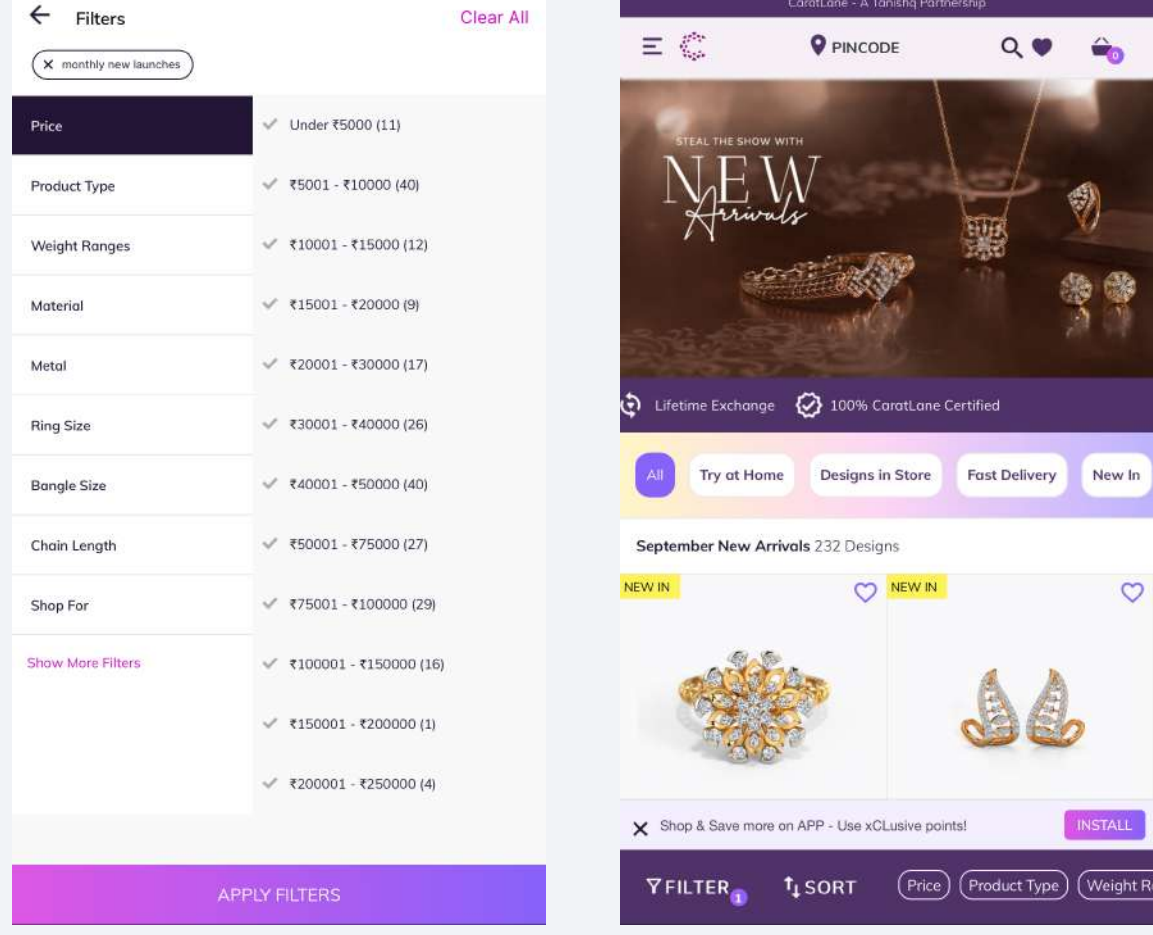 Filters
Clear All
monthly new launches
Price
Product Type
Weight Ranges
Material
Metal
Ring Size
Bangle Size
Chain Length
Shop For
Show More Filters
Under ₹5000 (11)
₹5001 - ₹10000 (40)
₹10001 - ₹15000 (12)
₹15001 - ₹20000 (9)
₹20001 - ₹30000 (17)
₹30001 - ₹40000 (26)
₹40001 - ₹50000 (40)
₹50001 - ₹75000 (27)
₹75001 - ₹100000 (29)
₹100001 - ₹150000 (16)
₹150001 - ₹200000 (1)
₹200001 - ₹250000 (4)
APPLY FILTERS
CaratLane - A Tanishq Partnership
PINCODE
0
STEAL THE SHOW WITH
NEW
Arrivals
Lifetime Exchange
100% CaratLane Certified
All
Try at Home
Designs in Store
Fast Delivery
New In
September New Arrivals 232 Designs
NEW IN
NEW IN
Shop & Save more on APP - Use xCLusive points!
INSTALL
FILTER 1
SORT
Price
Product Type
Weight R